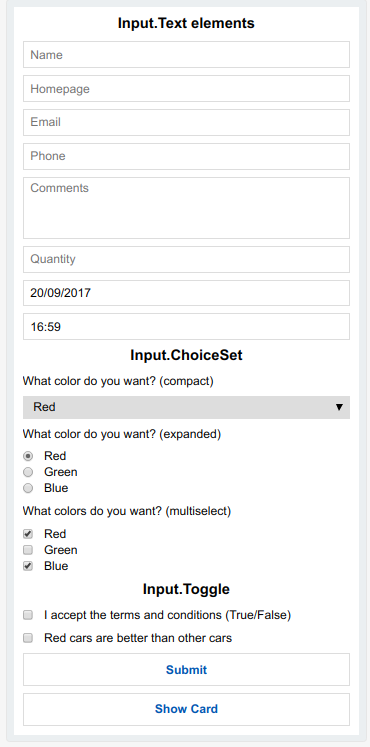 Input.Text elements
Name
Homepage
Email
Phone
Comments
Quantity
20/09/2017
16:59
Input.ChoiceSet
What color do you want? (compact)
Red
What color do you want? (expanded)
Red
Green
Blue
What colors do you want? (multiselect)
Red
Green
Blue
Input.Toggle
I accept the terms and conditions (True/False)
Red cars are better than other cars
Submit
Show Card